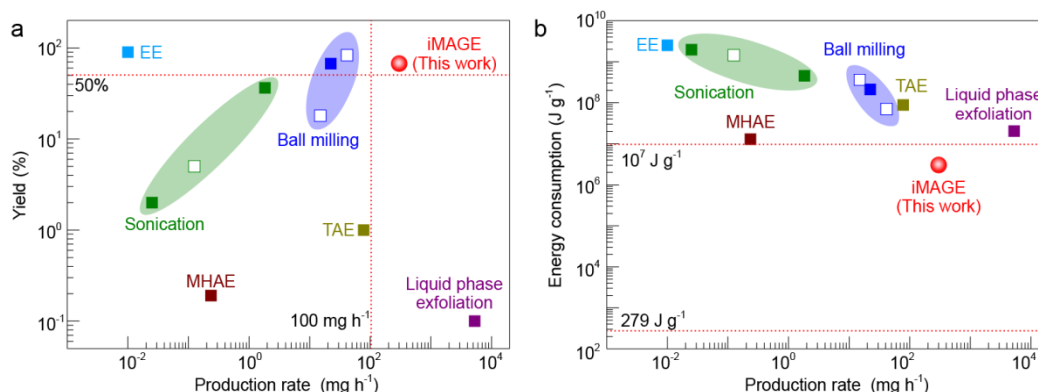 a
Yield (%)
10²
10¹
10⁰
10⁻¹
EE
iMAGE
(This work)
50%
Ball milling
Sonication
TAE
MHAE
Liquid phase
exfoliation
100 mg h⁻¹
10⁻² 10⁰ 10² 10⁴
Production rate (mg h⁻¹)
b
Energy consumption (J g⁻¹)
10¹⁰
10⁸
10⁶
10⁴
10²
EE
Ball milling
Sonication
TAE
Liquid phase
exfoliation
MHAE
10⁷ J g⁻¹
iMAGE
(This work)
279 J g⁻¹
10⁻² 10⁰ 10² 10⁴
Production rate (mg h⁻¹)